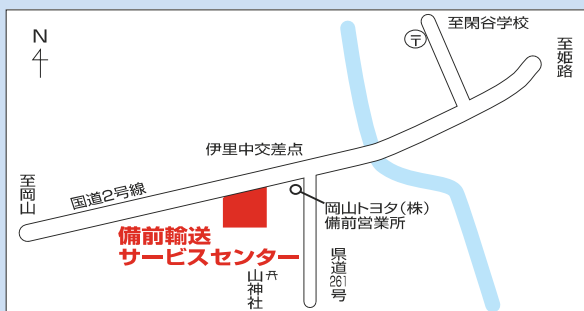 N
至閑谷学校
〒
至姫路
伊里中交差点
至岡山
国道2号線
岡山トヨタ(株)
備前営業所
備前輸送
サービスセンター
山神社
県道261号